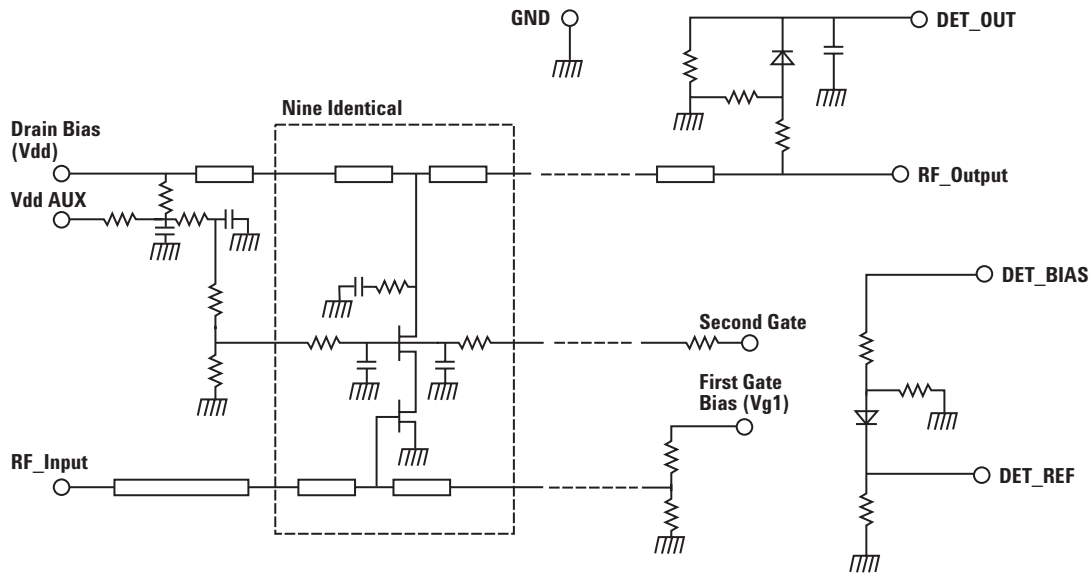 GND
DET_OUT
Nine Identical
Drain Bias
(Vdd)
RF_Output
Vdd AUX
DET_BIAS
Second Gate
First Gate
Bias (Vg1)
RF_Input
DET_REF